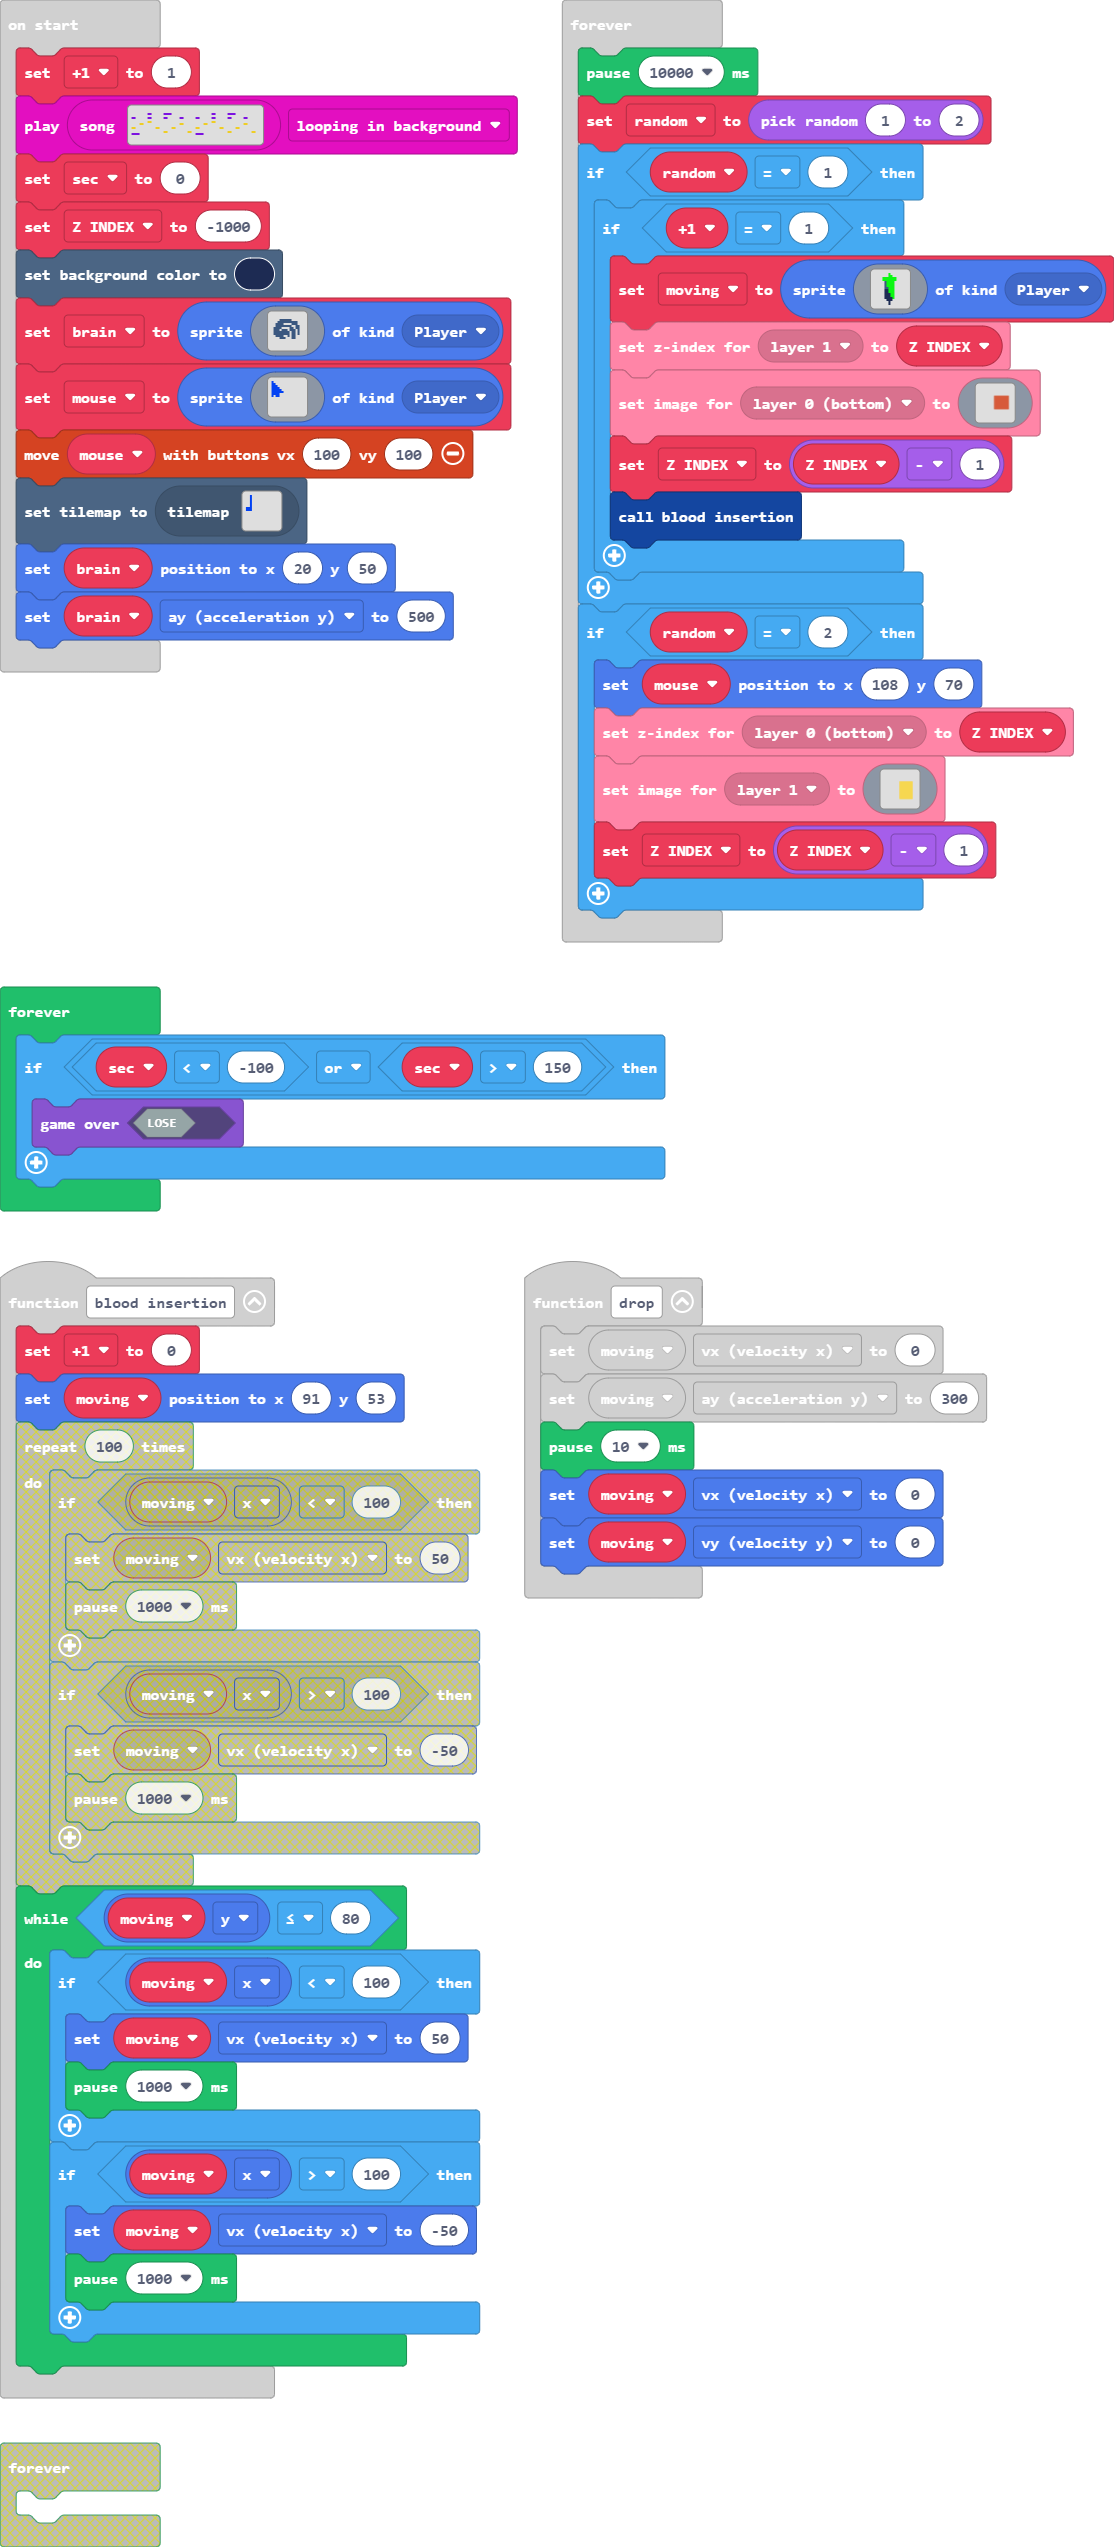 on start
set +1 to 1
play song looping in background
set sec to 0
set Z INDEX to -1000
set background color to
set brain to sprite of kind Player
set mouse to sprite of kind Player
move mouse with buttons vx 100 vy 100
set tilemap to tilemap
set brain position to x 20 y 50
set brain ay (acceleration y) to 500
forever
pause 10000 ms
set random to pick random 1 to 2
if random = 1 then
if +1 = 1 then
set moving to sprite of kind Player
set z-index for layer 1 to Z INDEX
set image for layer 0 (bottom) to
set Z INDEX to Z INDEX - 1
call blood insertion
if random = 2 then
set mouse position to x 108 y 70
set z-index for layer 0 (bottom) to Z INDEX
set image for layer 1 to
set Z INDEX to Z INDEX - 1
forever
if sec < -100 or sec > 150 then
game over LOSE
function blood insertion
set +1 to 0
set moving position to x 91 y 53
repeat 100 times
do
if moving x < 100 then
set moving vx (velocity x) to 50
pause 1000 ms
if moving x > 100 then
set moving vx (velocity x) to -50
pause 1000 ms
while moving y ≤ 80
do
if moving x < 100 then
set moving vx (velocity x) to 50
pause 1000 ms
if moving x > 100 then
set moving vx (velocity x) to -50
pause 1000 ms
function drop
set moving vx (velocity x) to 0
set moving ay (acceleration y) to 300
pause 10 ms
set moving vx (velocity x) to 0
set moving vy (velocity y) to 0
forever